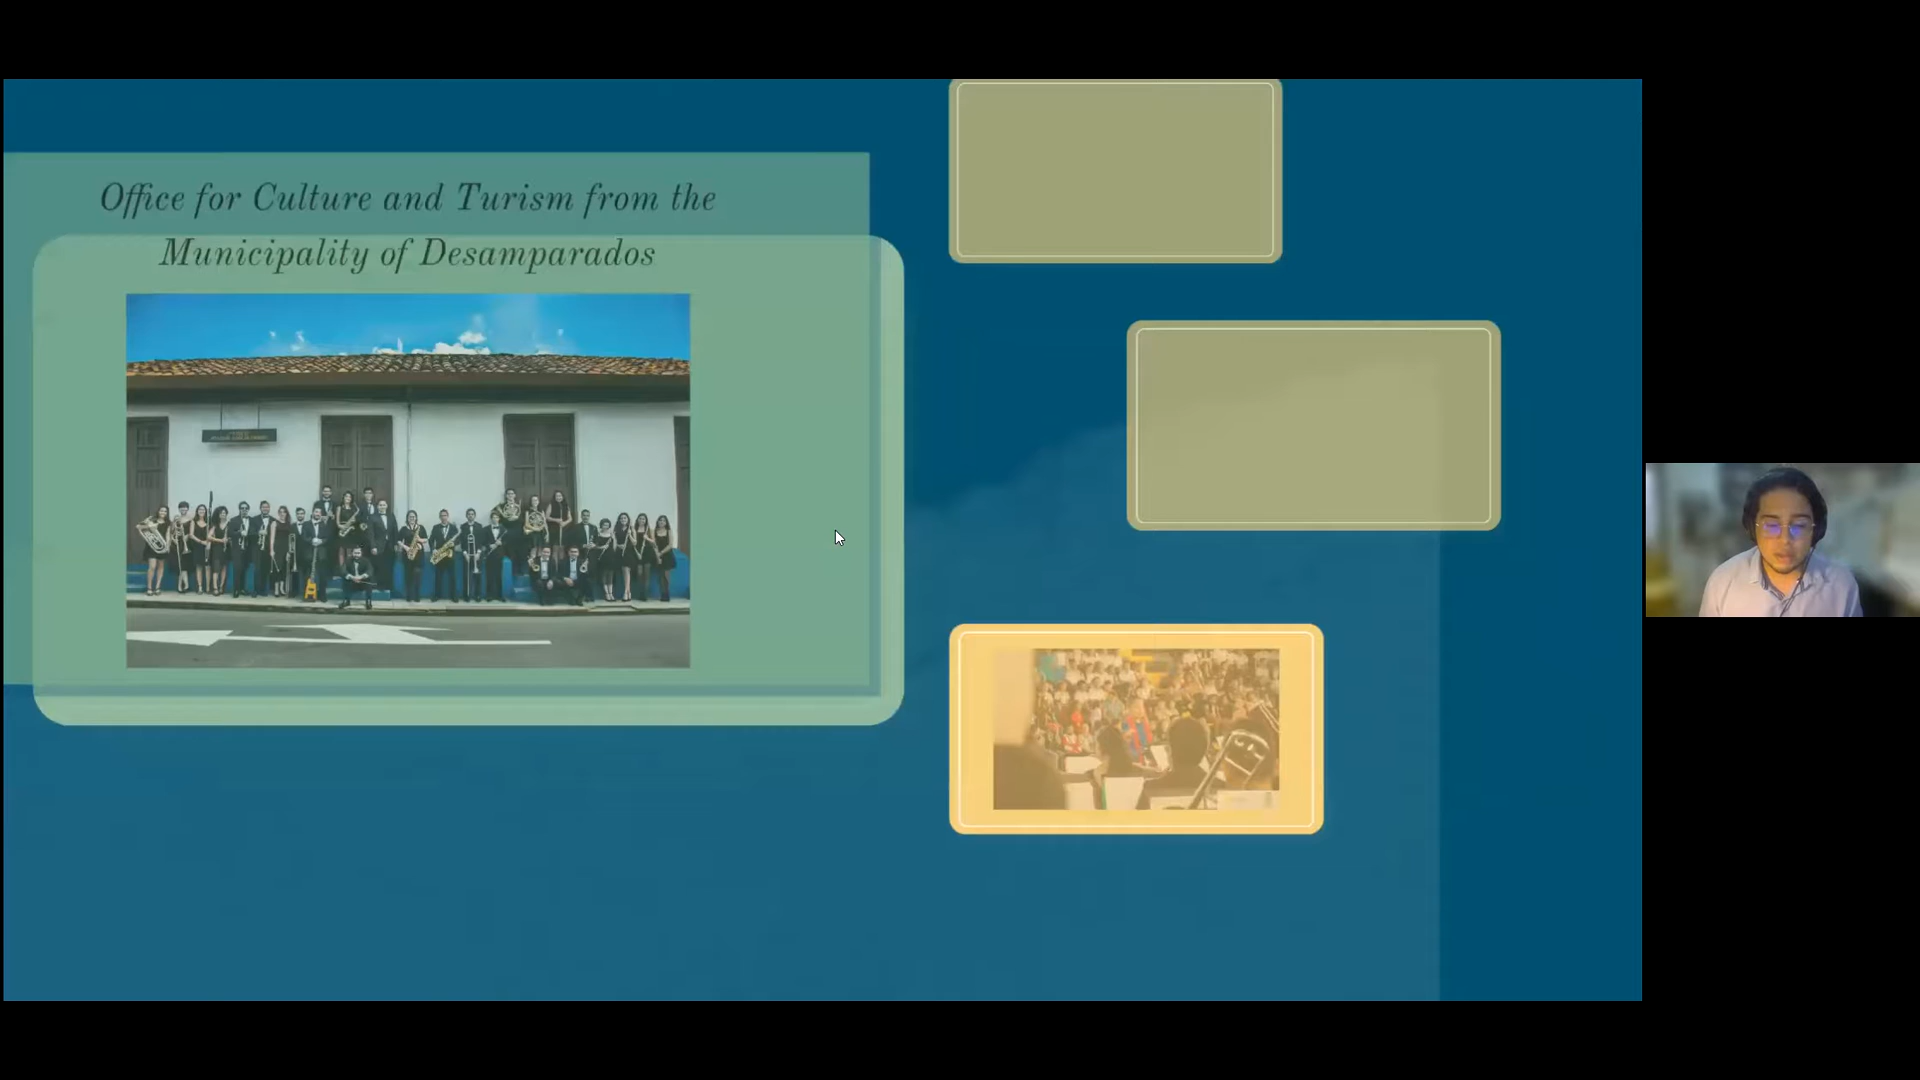 Office for Culture and Turism from the
Municipality of Desamparados